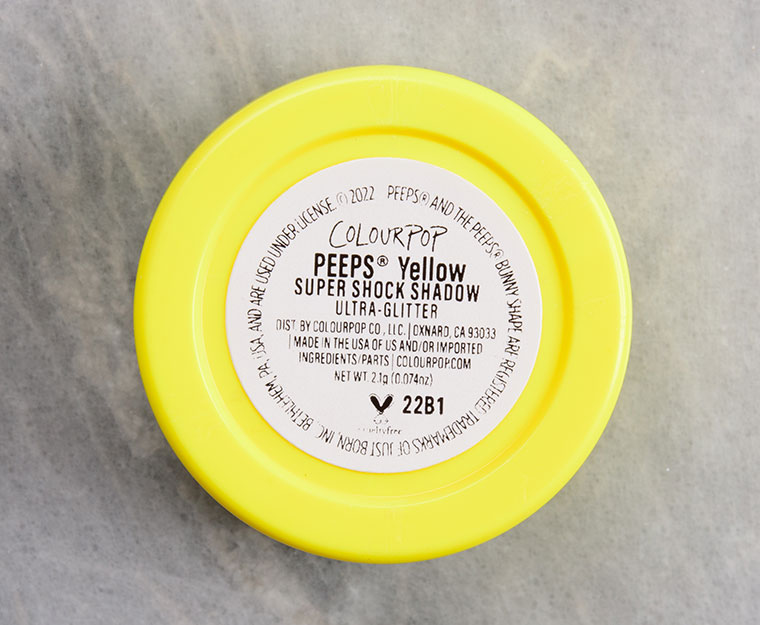 PEEPS® AND THE PEEPS® BUNNY SHAPE ARE REGISTERED TRADEMARKS OF JUST BORN, INC. BETHLEHEM, PA, USA, AND ARE USED UNDER LICENSE. © 2022
COLOURPOP
PEEPS® Yellow
SUPER SHOCK SHADOW
ULTRA-GLITTER
DIST. BY COLOURPOP CO., LLC. | OXNARD, CA 93033
| MADE IN THE USA OF US AND/OR IMPORTED
INGREDIENTS/PARTS | COLOURPOP.COM
NET WT. 2.1g (0.074oz)
22B1
crueltyfree